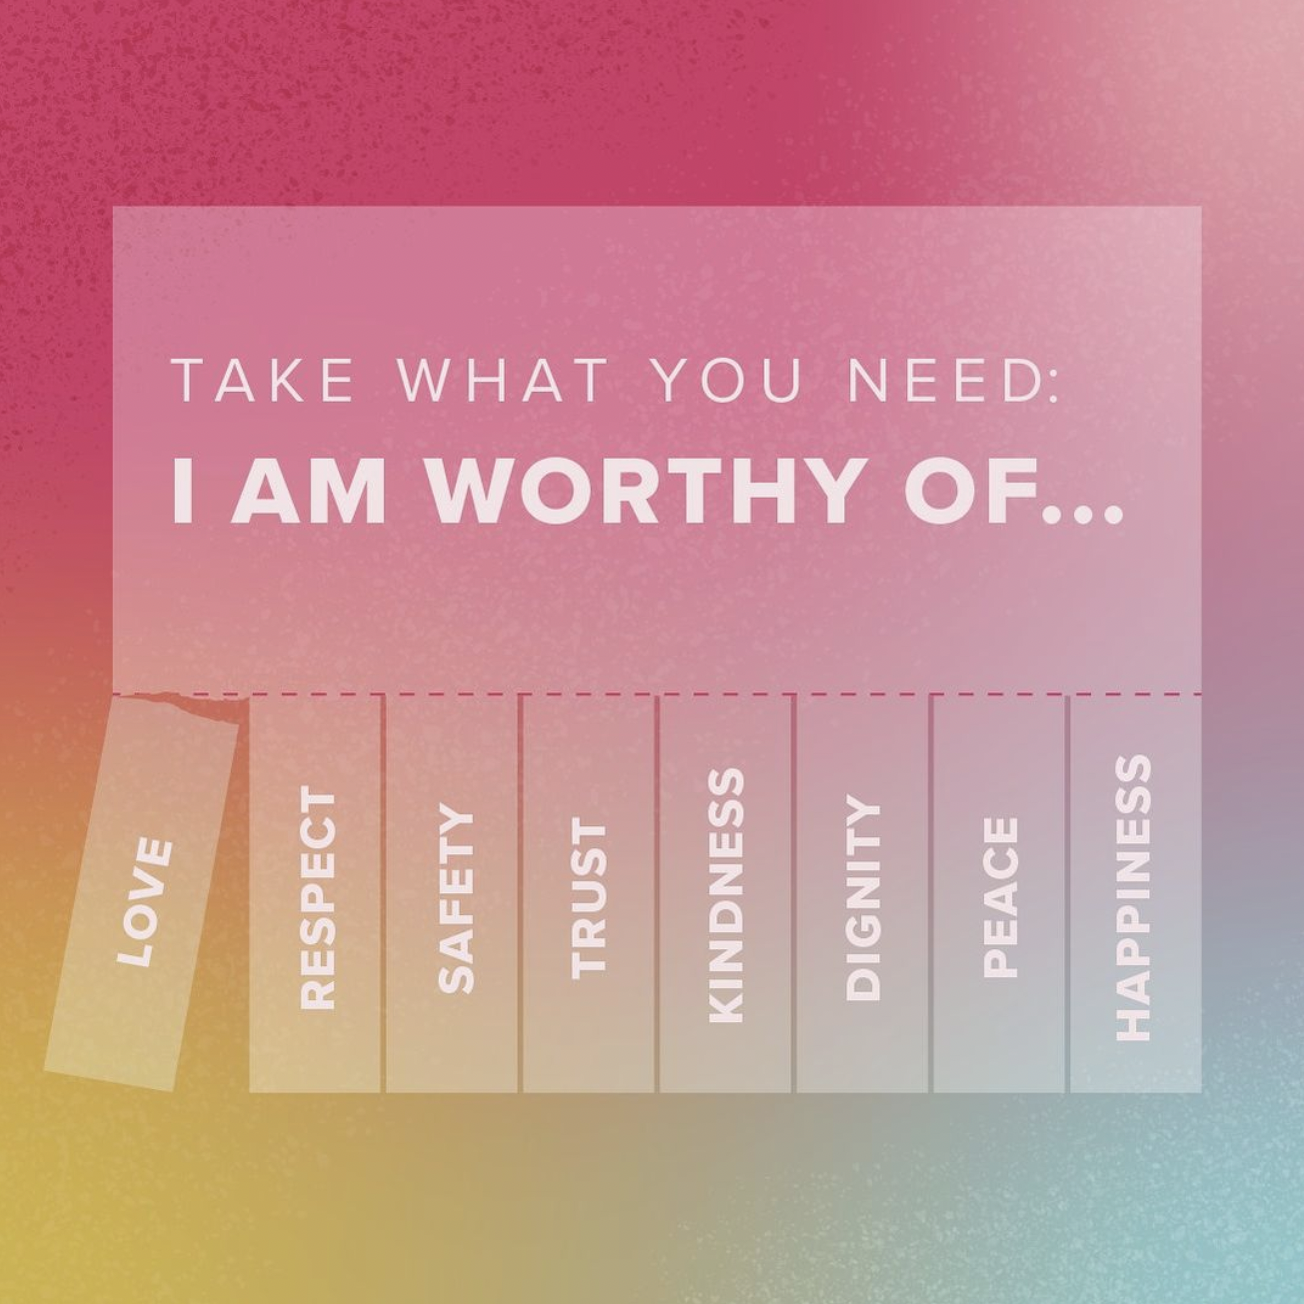 TAKE WHAT YOU NEED:
I AM WORTHY OF...
LOVE
RESPECT
SAFETY
TRUST
KINDNESS
DIGNITY
PEACE
HAPPINESS